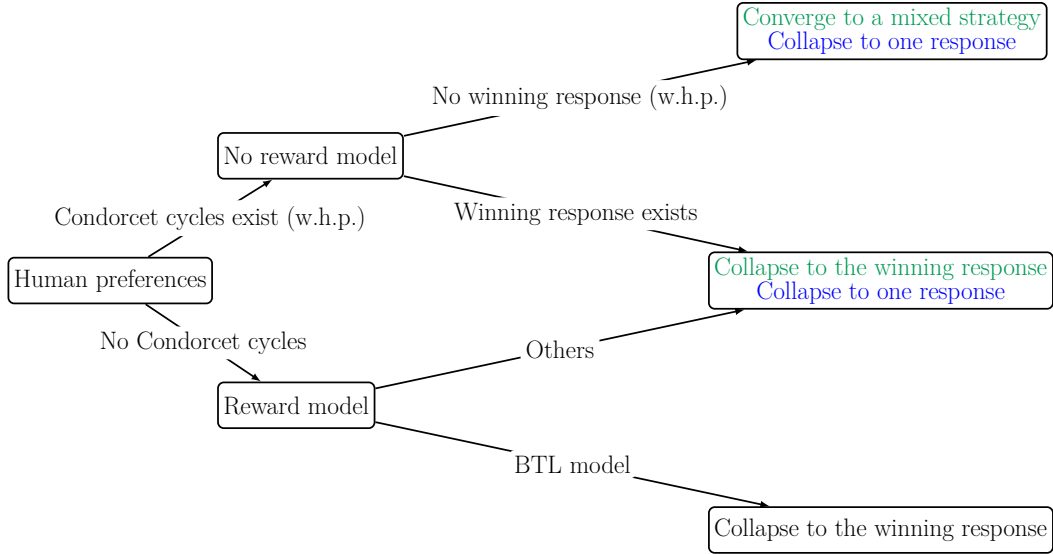 Converge to a mixed strategy
Collapse to one response
No winning response (w.h.p.)
No reward model
Condorcet cycles exist (w.h.p.)
Winning response exists
Human preferences
Collapse to the winning response
Collapse to one response
No Condorcet cycles
Others
Reward model
BTL model
Collapse to the winning response